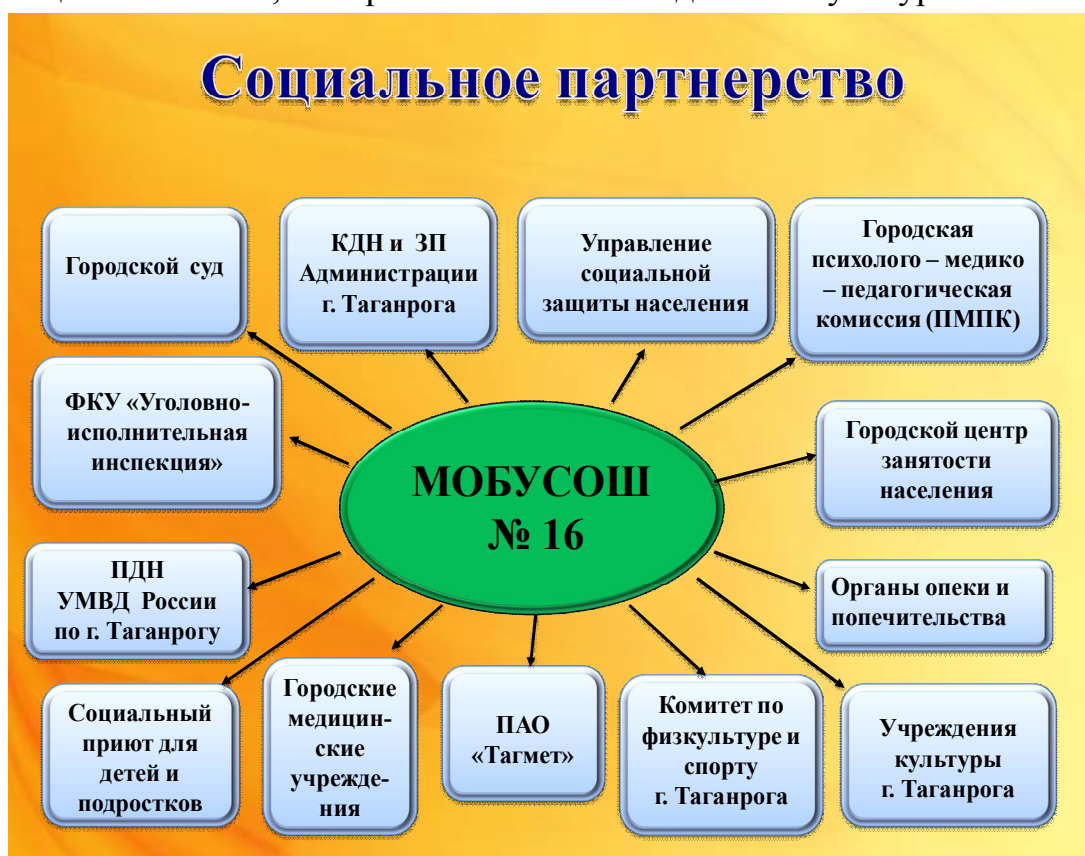 Социальное партнерство
Городской суд
КДН и ЗП
Администрации
г. Таганрога
Управление
социальной
защиты населения
Городская
психолого – медико
– педагогическая
комиссия (ПМПК)
ФКУ «Уголовно-
исполнительная
инспекция»
Городской центр
занятости
населения
МОБУСОШ
№ 16
ПДН
УМВД России
по г. Таганрогу
Органы опеки и
попечительства
Социальный
приют для
детей и
подростков
Городские
медицин-
ские
учрежде-
ния
ПАО
«Тагмет»
Комитет по
физкультуре и
спорту
г. Таганрога
Учреждения
культуры
г. Таганрога